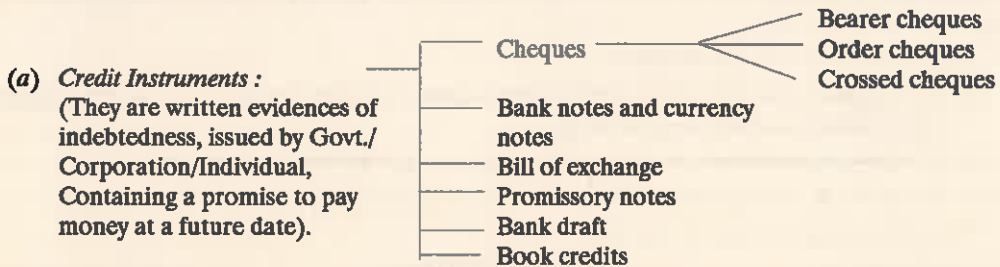 (a) Credit Instruments :
(They are written evidences of
indebtedness, issued by Govt./
Corporation/Individual,
Containing a promise to pay
money at a future date).
Cheques
Bearer cheques
Order cheques
Crossed cheques
Bank notes and currency
notes
Bill of exchange
Promissory notes
Bank draft
Book credits